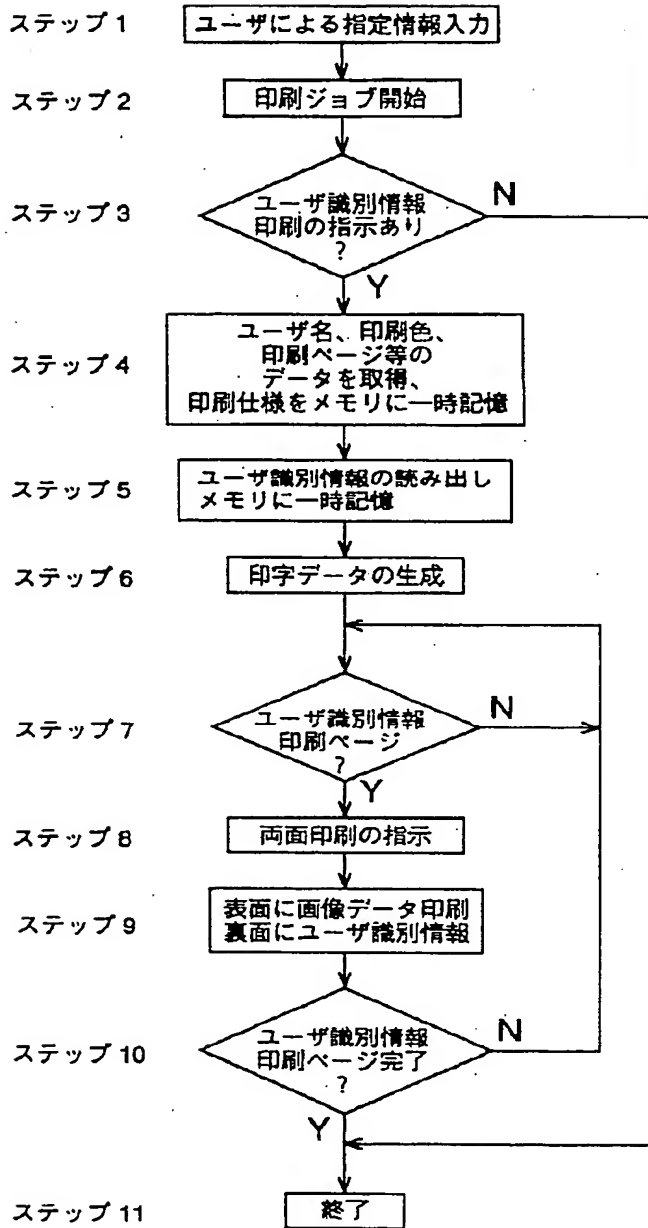 ステップ 1
ユーザによる指定情報入力
ステップ 2
印刷ジョブ開始
ステップ 3
ユーザ識別情報
印刷の指示あり
?
N
Y
ステップ 4
ユーザ名、印刷色、
印刷ページ等の
データを取得、
印刷仕様をメモリに一時記憶
ステップ 5
ユーザ識別情報の読み出し
メモリに一時記憶
ステップ 6
印字データの生成
ステップ 7
ユーザ識別情報
印刷ページ
?
N
Y
ステップ 8
両面印刷の指示
ステップ 9
表面に画像データ印刷
裏面にユーザ識別情報
ステップ 10
ユーザ識別情報
印刷ページ完了
?
N
Y
ステップ 11
終了